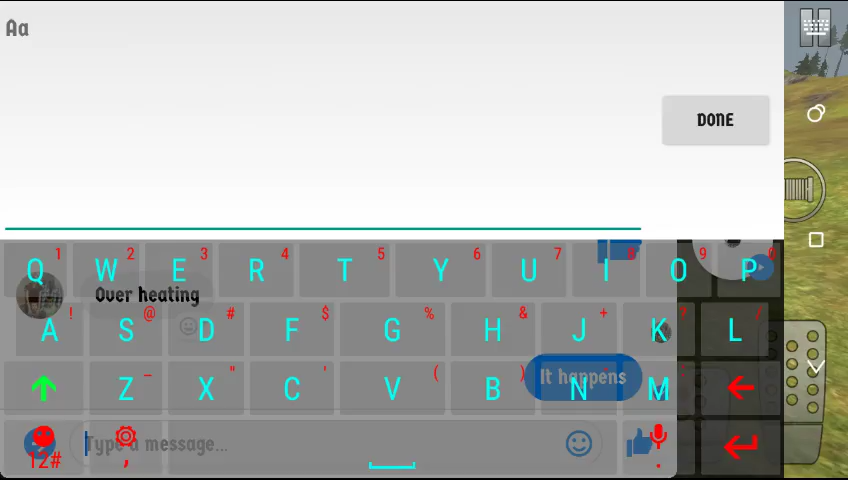 Aa
DONE
1 2 3 4 5 6 7 8 9 0
Q W E R T Y U I O P
Over heating
! @ # $ % & + ? /
A S D F G H J K L
_ " ' ( )
Z X C V B N M
It happens
Type a message...
12# , .